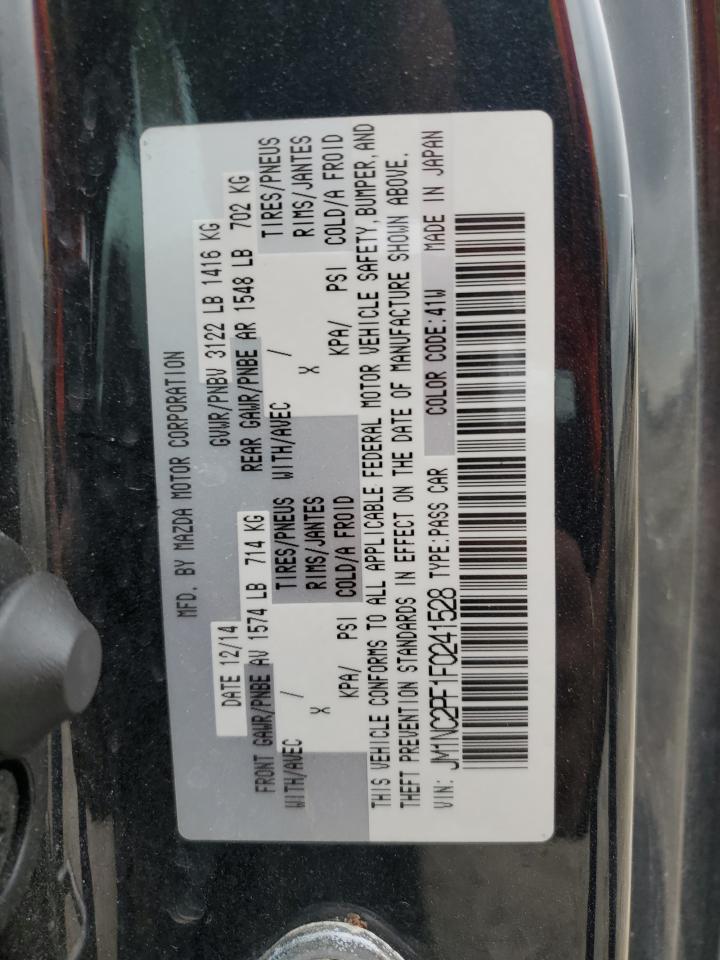 MFD. BY MAZDA MOTOR CORPORATION
DATE 12/14 GVWR/PNBV 3122 LB 1416 KG
FRONT GAWR/PNBE AV 1574 LB 714 KG REAR GAWR/PNBE AR 1548 LB 702 KG
WITH/AVEC / TIRES/PNEUS WITH/AVEC / TIRES/PNEUS
X RIMS/JANTES X RIMS/JANTES
KPA/ PSI COLD/A FROID KPA/ PSI COLD/A FROID
THIS VEHICLE CONFORMS TO ALL APPLICABLE FEDERAL MOTOR VEHICLE SAFETY, BUMPER, AND
THEFT PREVENTION STANDARDS IN EFFECT ON THE DATE OF MANUFACTURE SHOWN ABOVE.
VIN: JM1NC2PF1F0241528 TYPE:PASS CAR COLOR CODE:41W MADE IN JAPAN